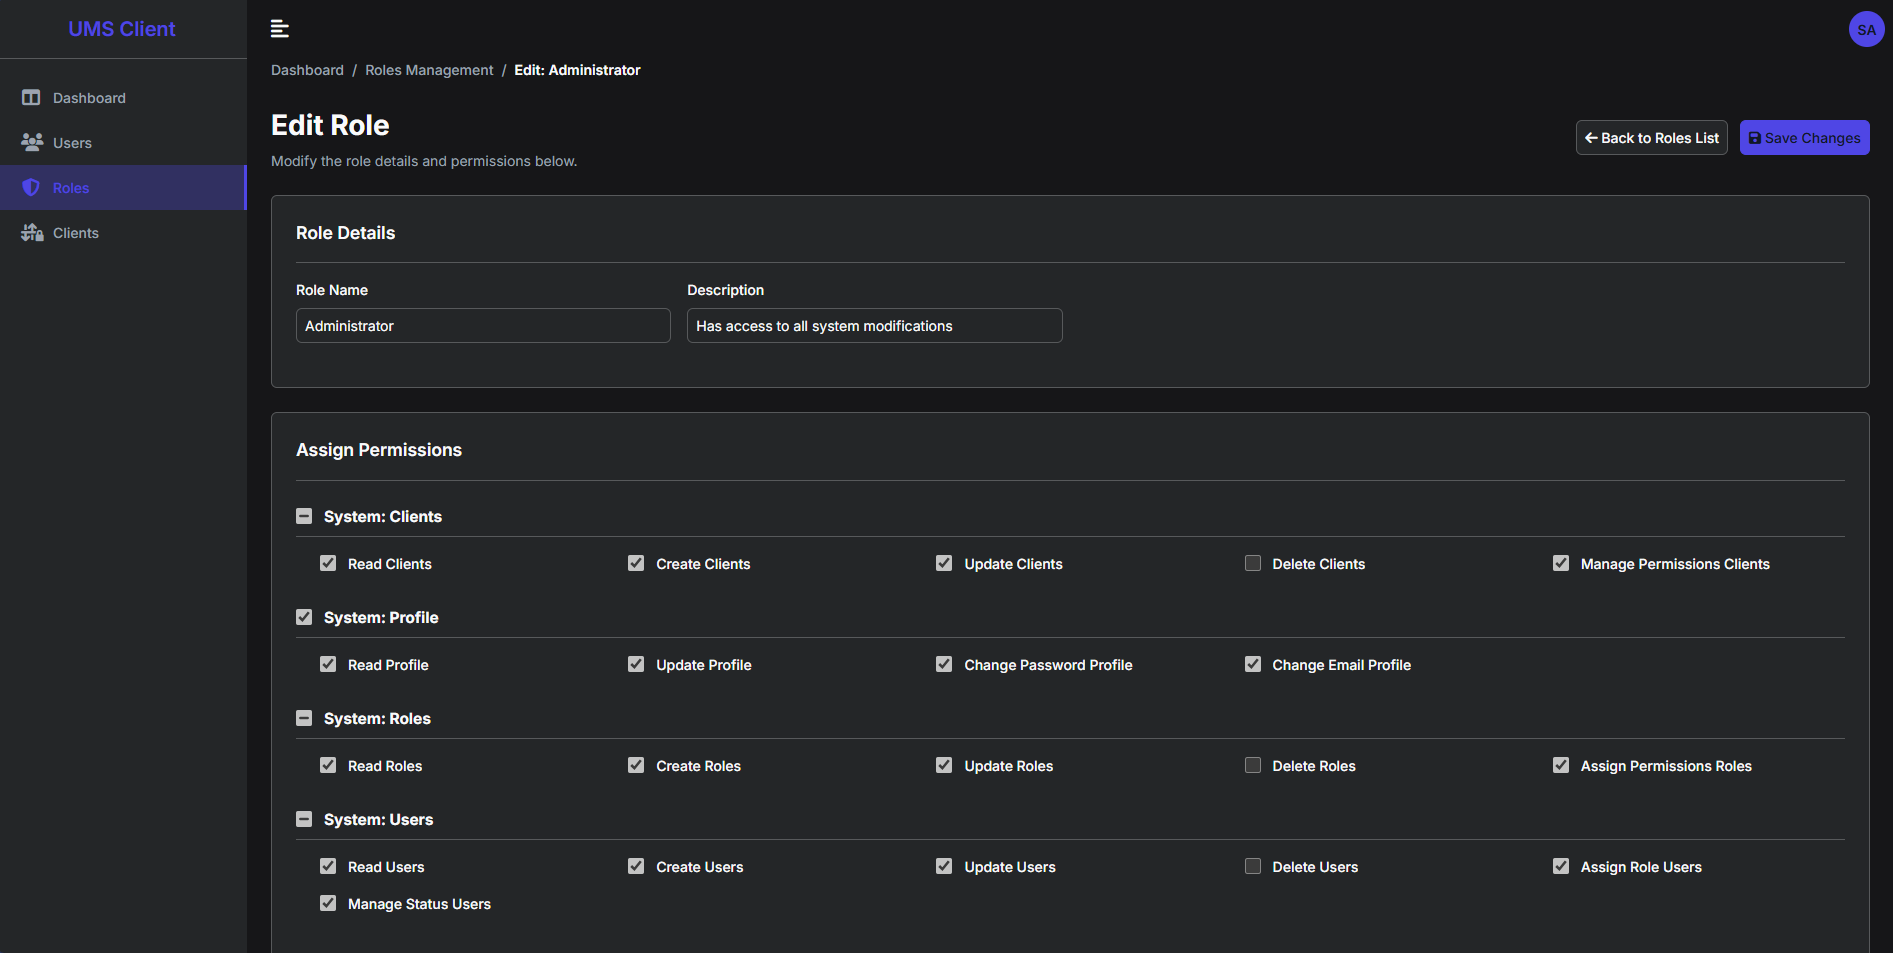 UMS Client
SA
Dashboard
Users
Roles
Clients
Dashboard / Roles Management / Edit: Administrator
Edit Role
Modify the role details and permissions below.
Back to Roles List
Save Changes
Role Details
Role Name
Description
Administrator
Has access to all system modifications
Assign Permissions
System: Clients
Read Clients
Create Clients
Update Clients
Delete Clients
Manage Permissions Clients
System: Profile
Read Profile
Update Profile
Change Password Profile
Change Email Profile
System: Roles
Read Roles
Create Roles
Update Roles
Delete Roles
Assign Permissions Roles
System: Users
Read Users
Create Users
Update Users
Delete Users
Assign Role Users
Manage Status Users